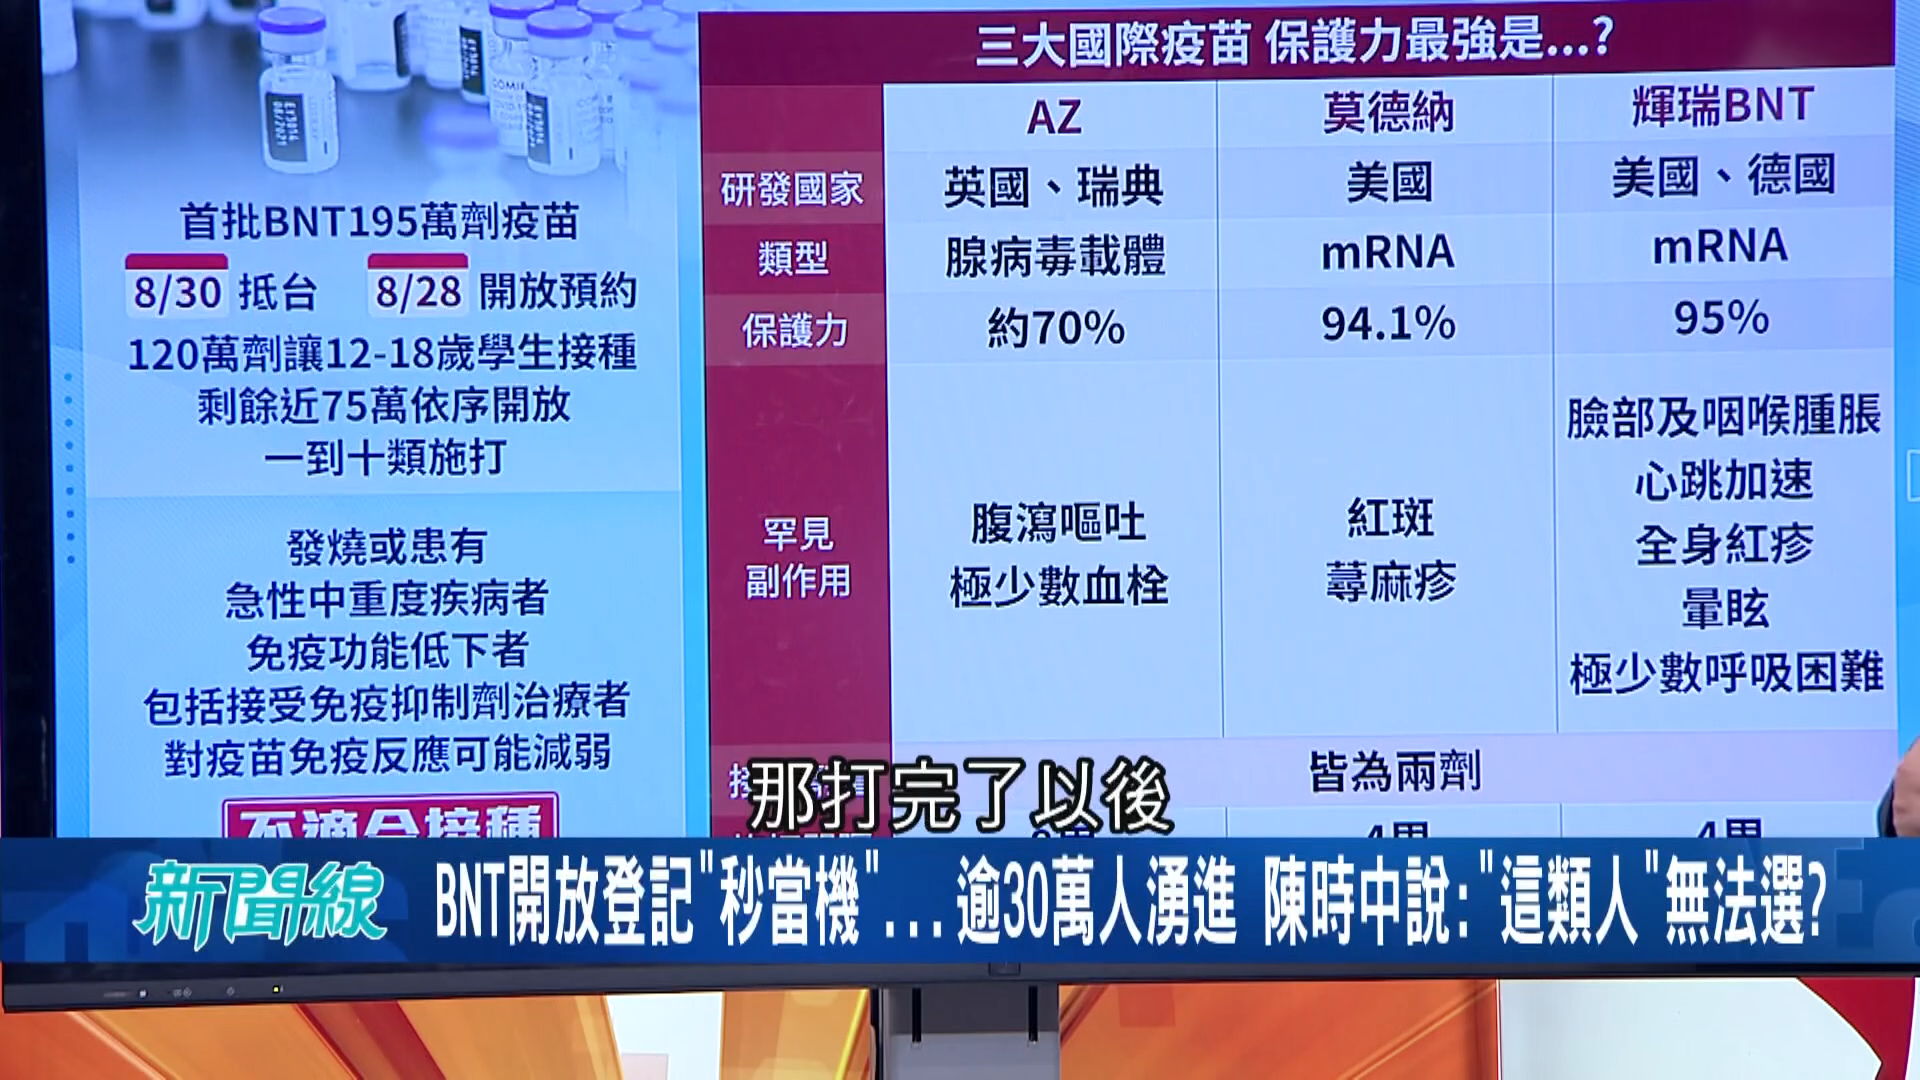 首批BNT195萬劑疫苗
8/30 抵台 8/28 開放預約
120萬劑讓12-18歲學生接種
剩餘近75萬依序開放
一到十類施打
發燒或患有
急性中重度疾病者
免疫功能低下者
包括接受免疫抑制劑治療者
對疫苗免疫反應可能減弱
不適合接種
三大國際疫苗 保護力最強是...?
AZ 莫德納 輝瑞BNT
研發國家 英國、瑞典 美國 美國、德國
類型 腺病毒載體 mRNA mRNA
保護力 約70% 94.1% 95%
罕見
副作用
腹瀉嘔吐
極少數血栓
紅斑
蕁麻疹
臉部及咽喉腫脹
心跳加速
全身紅疹
暈眩
極少數呼吸困難
皆為兩劑
那打完了以後
新聞線
BNT開放登記"秒當機"...逾30萬人湧進 陳時中說:"這類人"無法選?